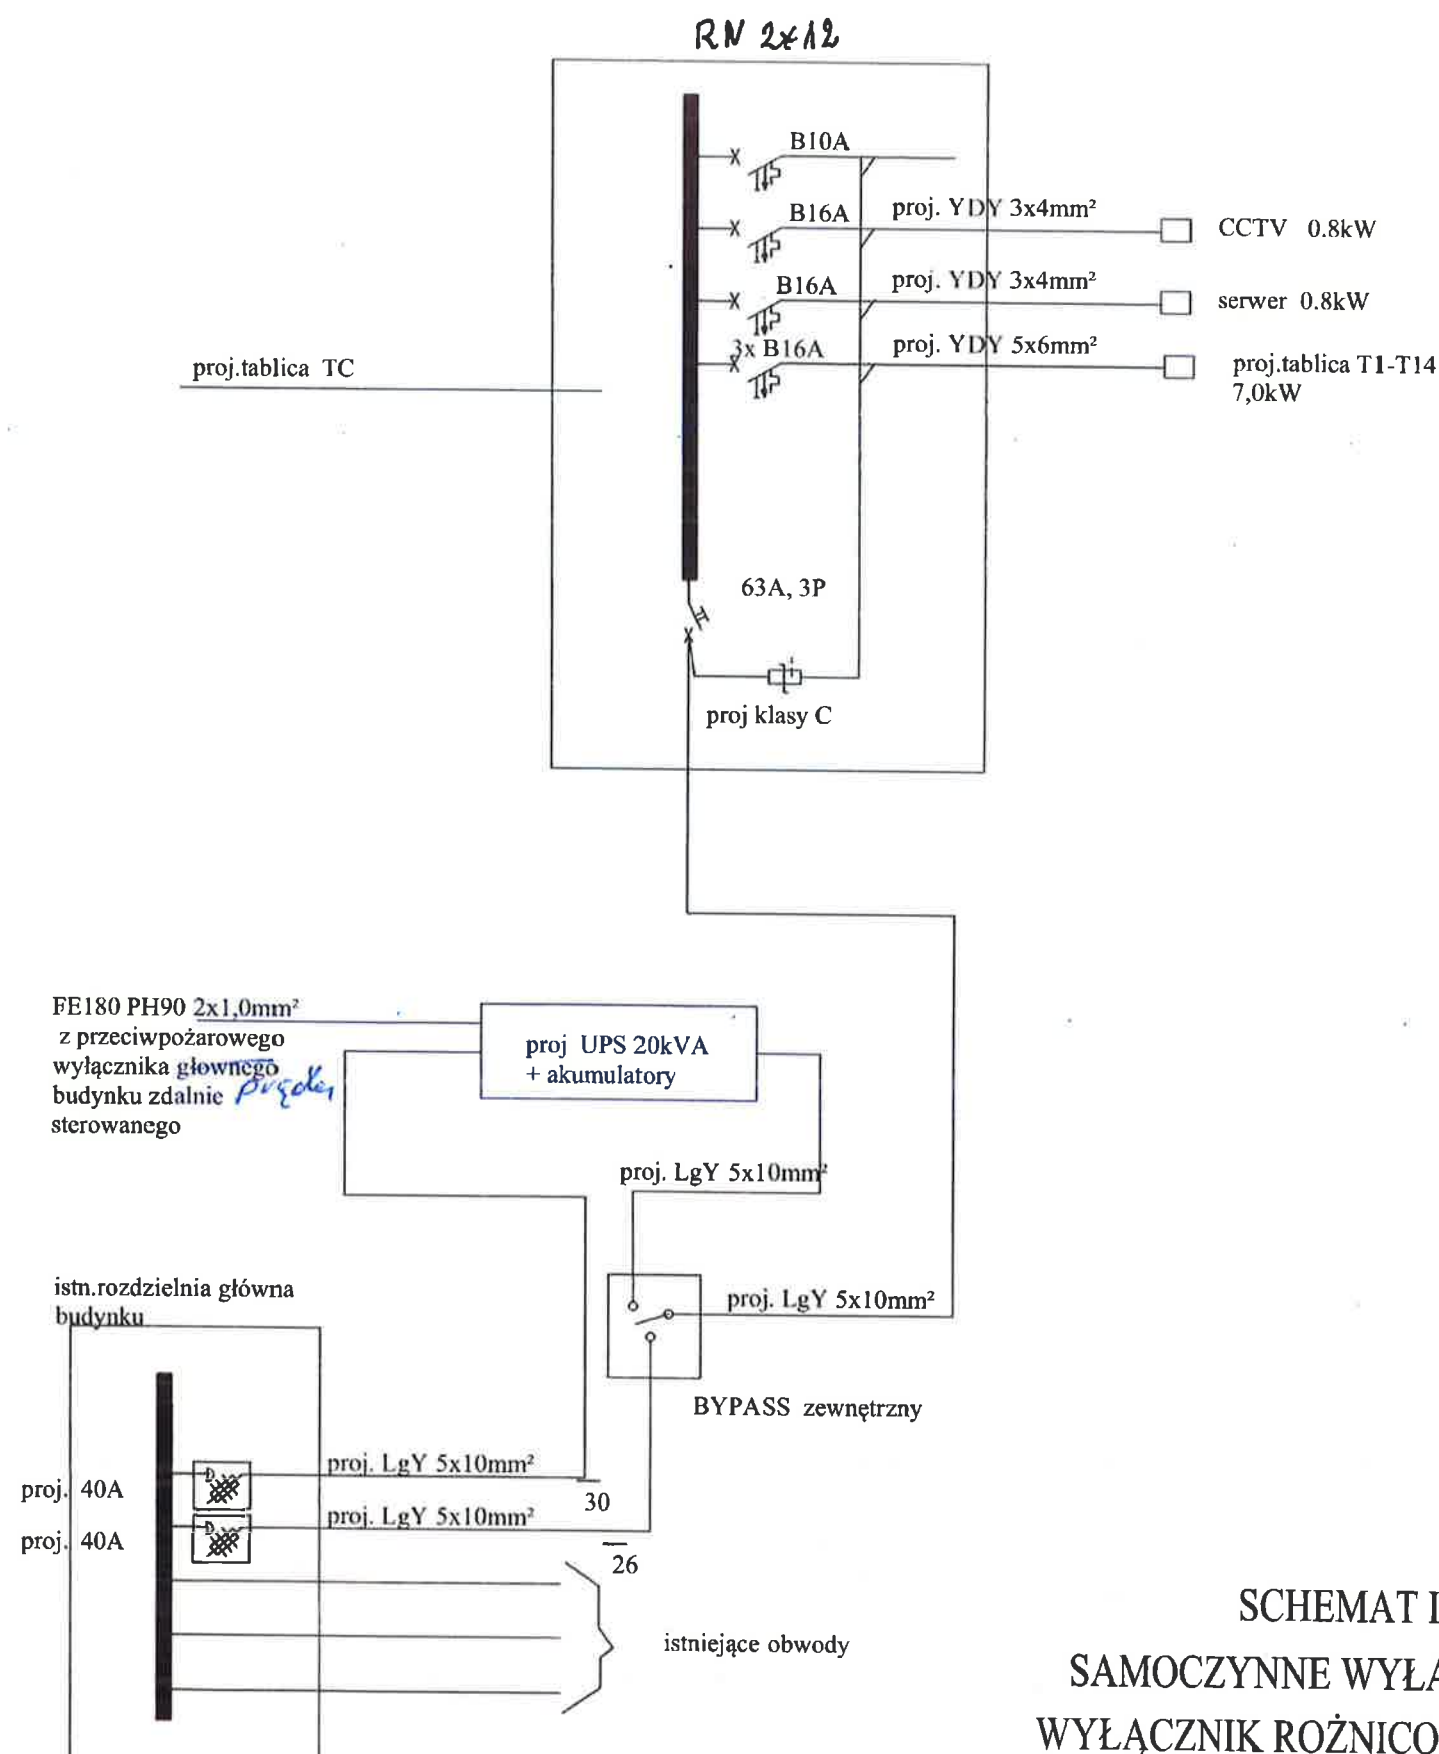 RN 2x12
B10A
B16A
proj. YDY 3x4mm²
CCTV 0.8kW
B16A
proj. YDY 3x4mm²
serwer 0.8kW
3x B16A
proj. YDY 5x6mm²
proj.tablica T1-T14
7,0kW
proj.tablica TC
63A, 3P
proj klasy C
FE180 PH90 2x1,0mm²
z przeciwpożarowego
wyłącznika głownego
budynku zdalnie prądu
sterowanego
proj UPS 20kVA
+ akumulatory
proj. LgY 5x10mm²
proj. LgY 5x10mm²
BYPASS zewnętrzny
istn.rozdzielnia główna
budynku
proj. 40A
D
proj. LgY 5x10mm²
30
proj. 40A
D
proj. LgY 5x10mm²
26
istniejące obwody
SCHEMAT I
SAMOCZYNNE WYŁA
WYŁĄCZNIK ROŻNICO